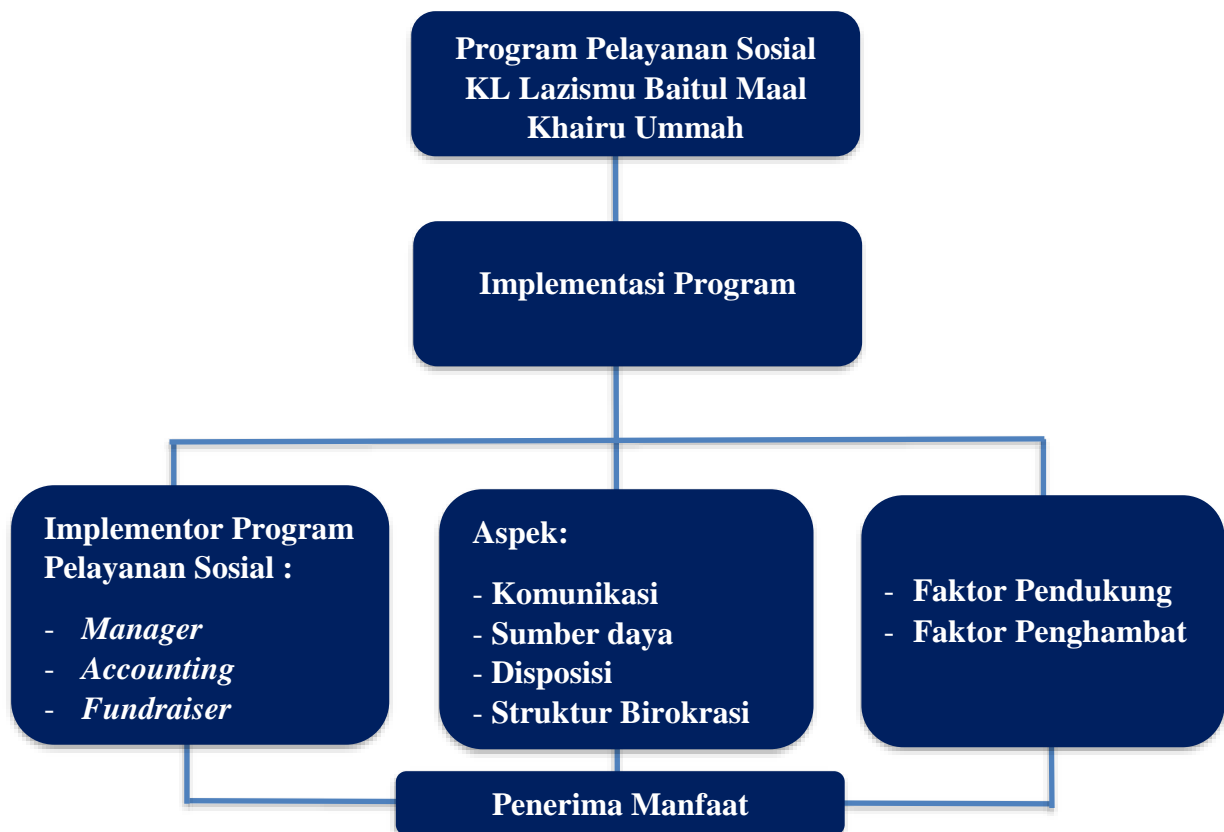 Program Pelayanan Sosial
KL Lazismu Baitul Maal
Khairu Ummah
Implementasi Program
Implementor Program
Pelayanan Sosial :
- Manager
- Accounting
- Fundraiser
Aspek:
- Komunikasi
- Sumber daya
- Disposisi
- Struktur Birokrasi
- Faktor Pendukung
- Faktor Penghambat
Penerima Manfaat